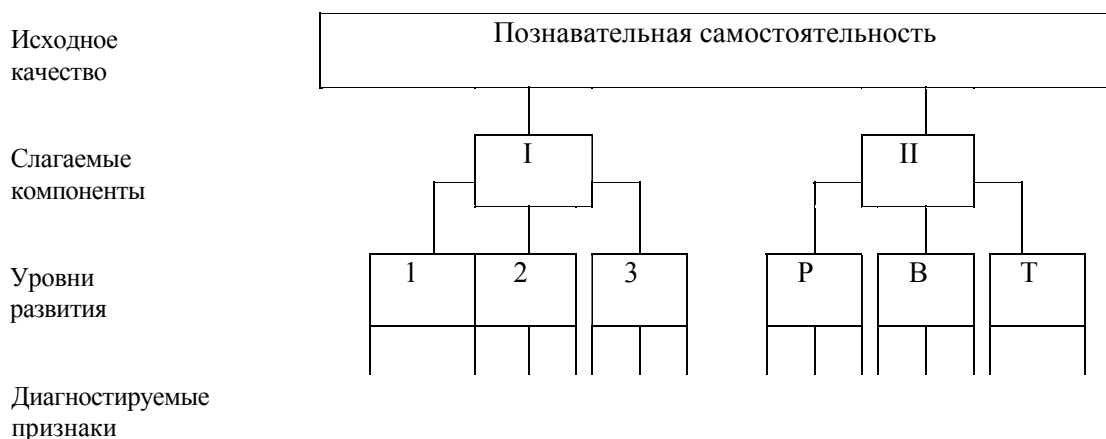 Исходное
качество
Познавательная самостоятельность
Слагаемые
компоненты
I II
Уровни
развития
1 2 3 Р В Т
Диагностируемые
признаки